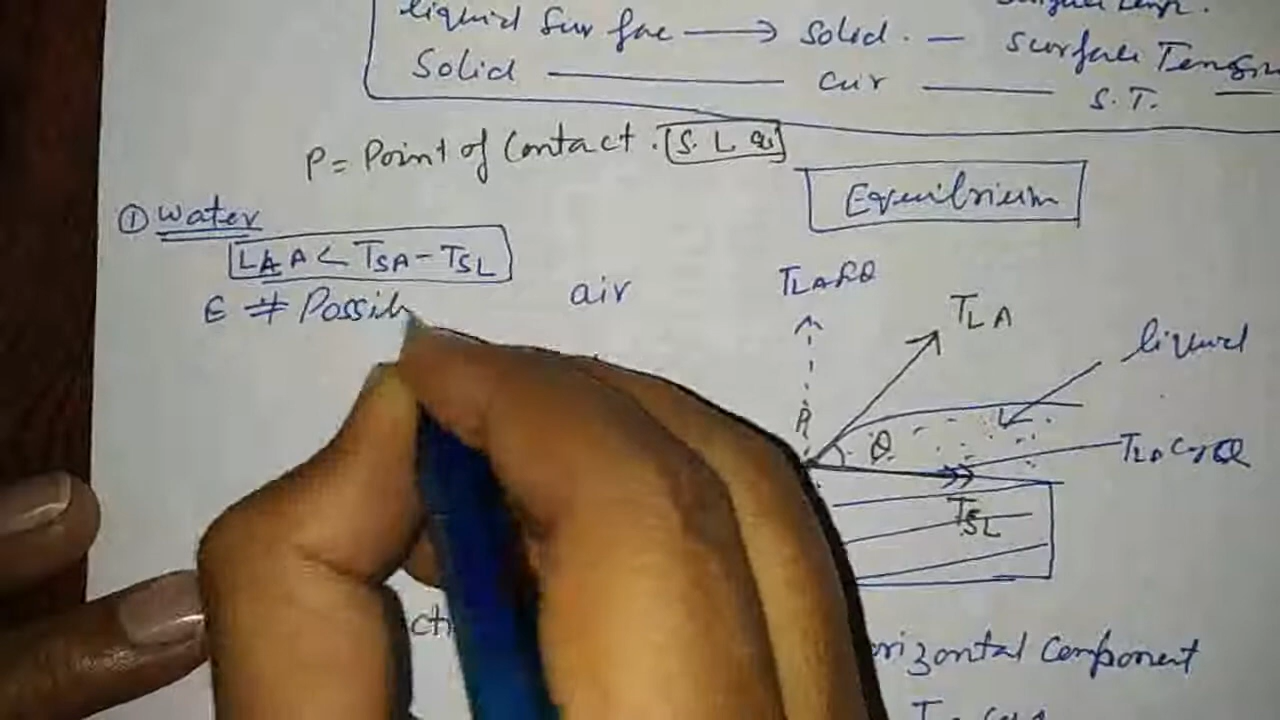 liquid Surface → Solid. — Surface Tension
Solid — air — S.T. —
P = Point of Contact. [S. L a]
Equilibrium
① Water
LA A < TSA - TSL
E ≠ Possib
air
TLA
liquid
θ
TSL
horizontal Component